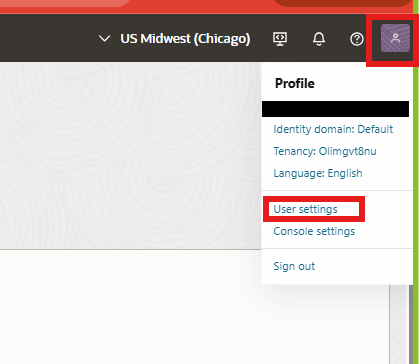 US Midwest (Chicago)
Profile
Identity domain: Default
Tenancy: Olimgvt8nu
Language: English
User settings
Console settings
Sign out